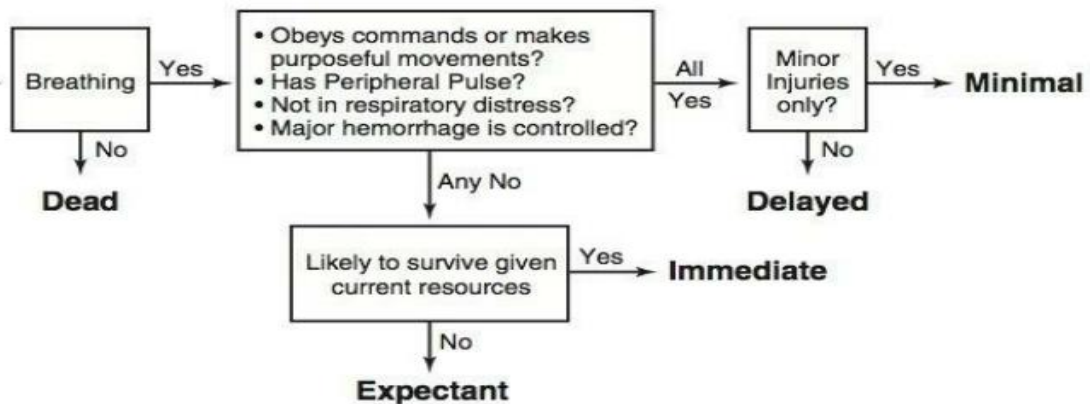 Breathing
Yes
No
Dead
• Obeys commands or makes
purposeful movements?
• Has Peripheral Pulse?
• Not in respiratory distress?
• Major hemorrhage is controlled?
All
Yes
Minor
Injuries
only?
Yes
Minimal
No
Delayed
Any No
Likely to survive given
current resources
Yes
Immediate
No
Expectant